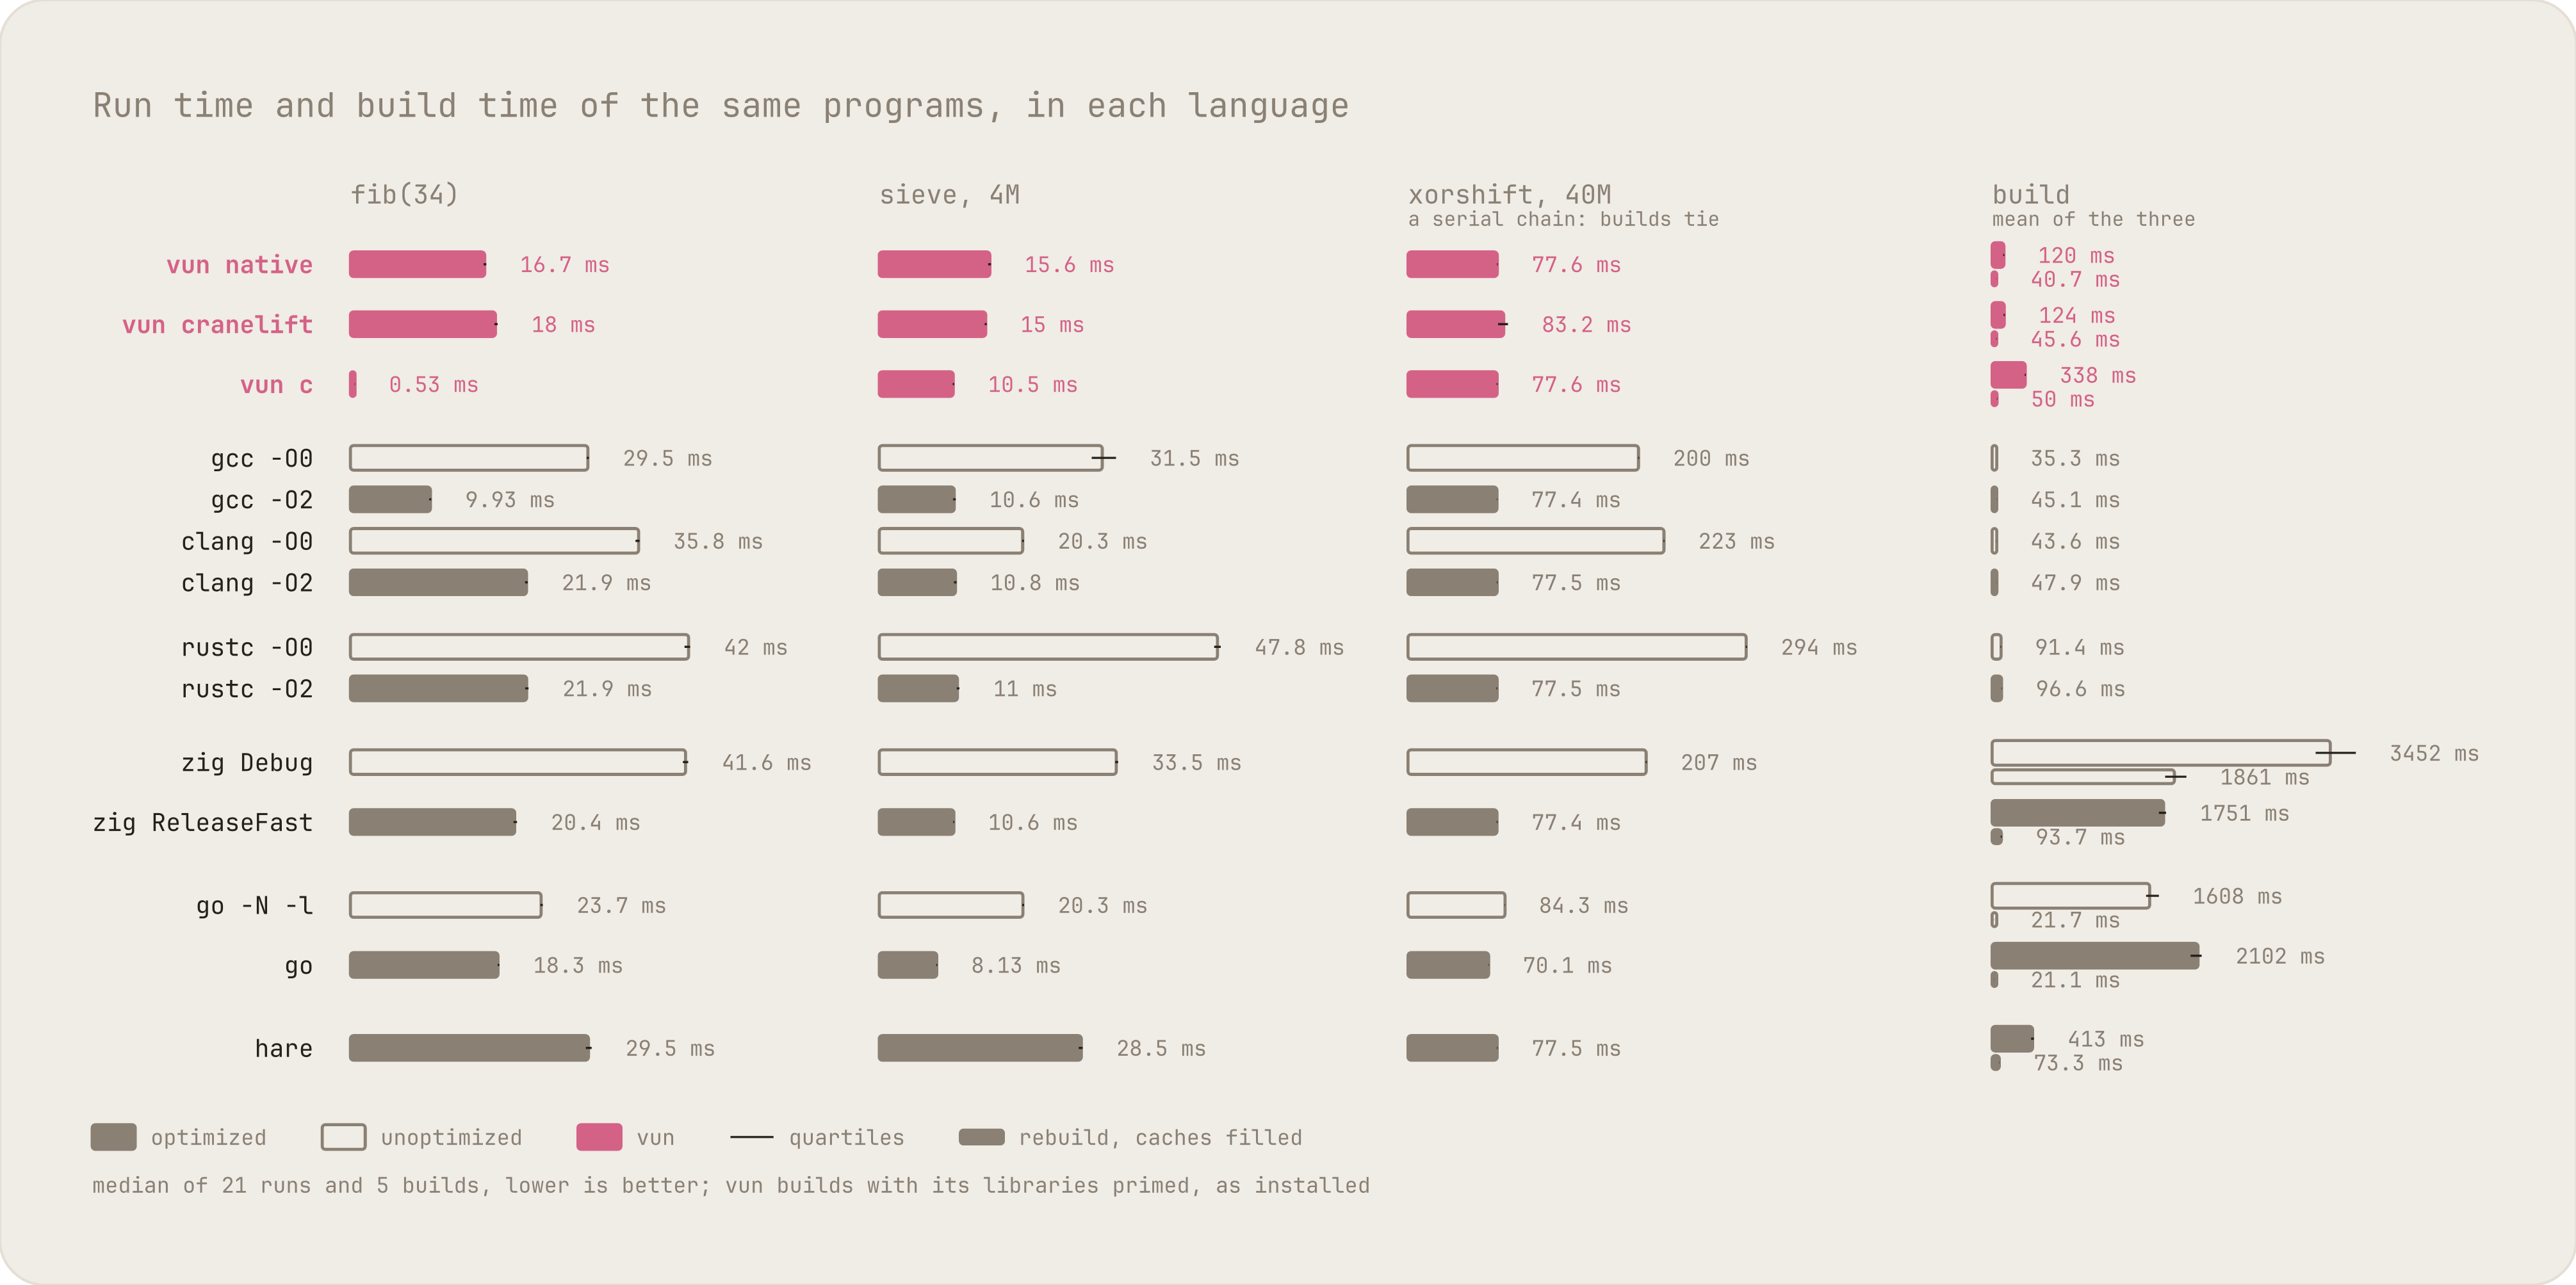 Run time and build time of the same programs, in each language
fib(34) sieve, 4M xorshift, 40M build
a serial chain: builds tie mean of the three
vun native 16.7 ms 15.6 ms 77.6 ms 120 ms
40.7 ms
vun cranelift 18 ms 15 ms 83.2 ms 124 ms
45.6 ms
vun c 0.53 ms 10.5 ms 77.6 ms 338 ms
50 ms
gcc -O0 29.5 ms 31.5 ms 200 ms 35.3 ms
gcc -O2 9.93 ms 10.6 ms 77.4 ms 45.1 ms
clang -O0 35.8 ms 20.3 ms 223 ms 43.6 ms
clang -O2 21.9 ms 10.8 ms 77.5 ms 47.9 ms
rustc -O0 42 ms 47.8 ms 294 ms 91.4 ms
rustc -O2 21.9 ms 11 ms 77.5 ms 96.6 ms
zig Debug 41.6 ms 33.5 ms 207 ms 3452 ms
1861 ms
zig ReleaseFast 20.4 ms 10.6 ms 77.4 ms 1751 ms
93.7 ms
go -N -l 23.7 ms 20.3 ms 84.3 ms 1608 ms
21.7 ms
go 18.3 ms 8.13 ms 70.1 ms 2102 ms
21.1 ms
hare 29.5 ms 28.5 ms 77.5 ms 413 ms
73.3 ms
optimized unoptimized vun quartiles rebuild, caches filled
median of 21 runs and 5 builds, lower is better; vun builds with its libraries primed, as installed